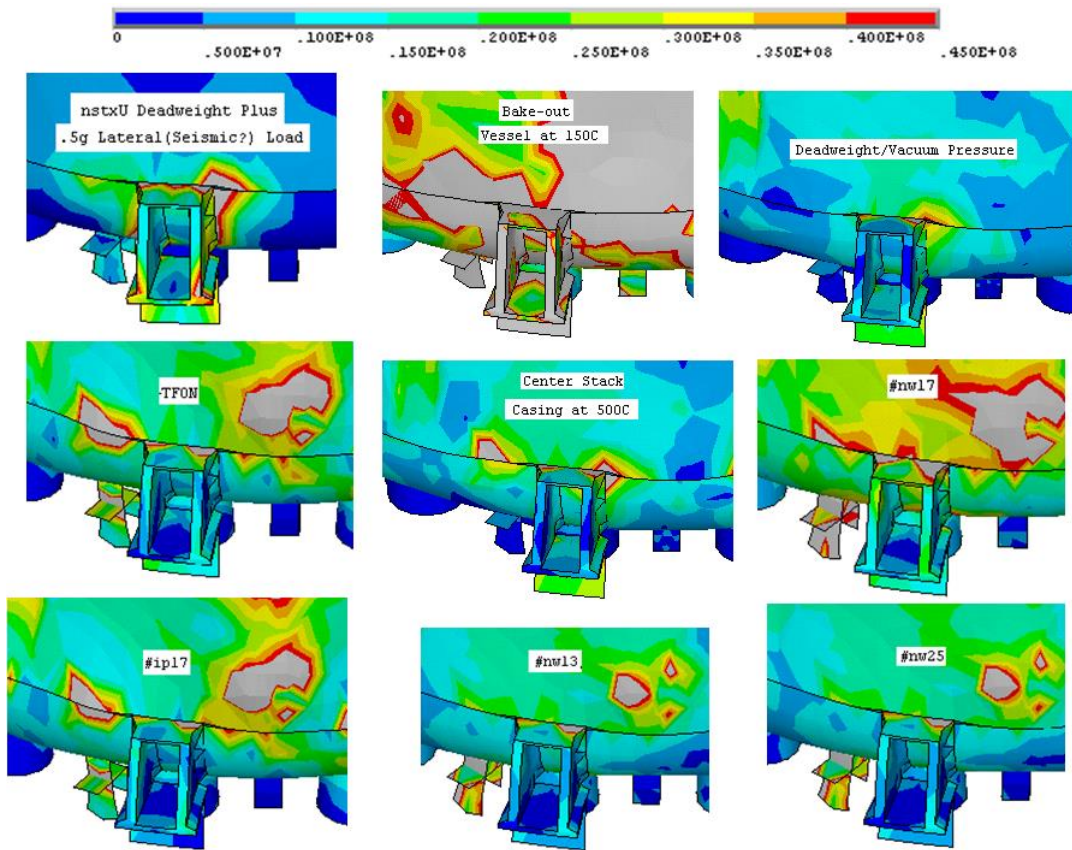 0 .100E+08 .200E+08 .300E+08 .400E+08
.500E+07 .150E+08 .250E+08 .350E+08 .450E+08
nstxU Deadweight Plus
.5g Lateral(Seismic?) Load
Bake-out
Vessel at 150C
Deadweight/Vacuum Pressure
-TFON
Center Stack
Casing at 500C
#nw17
#ip17
#nw13
#nw25